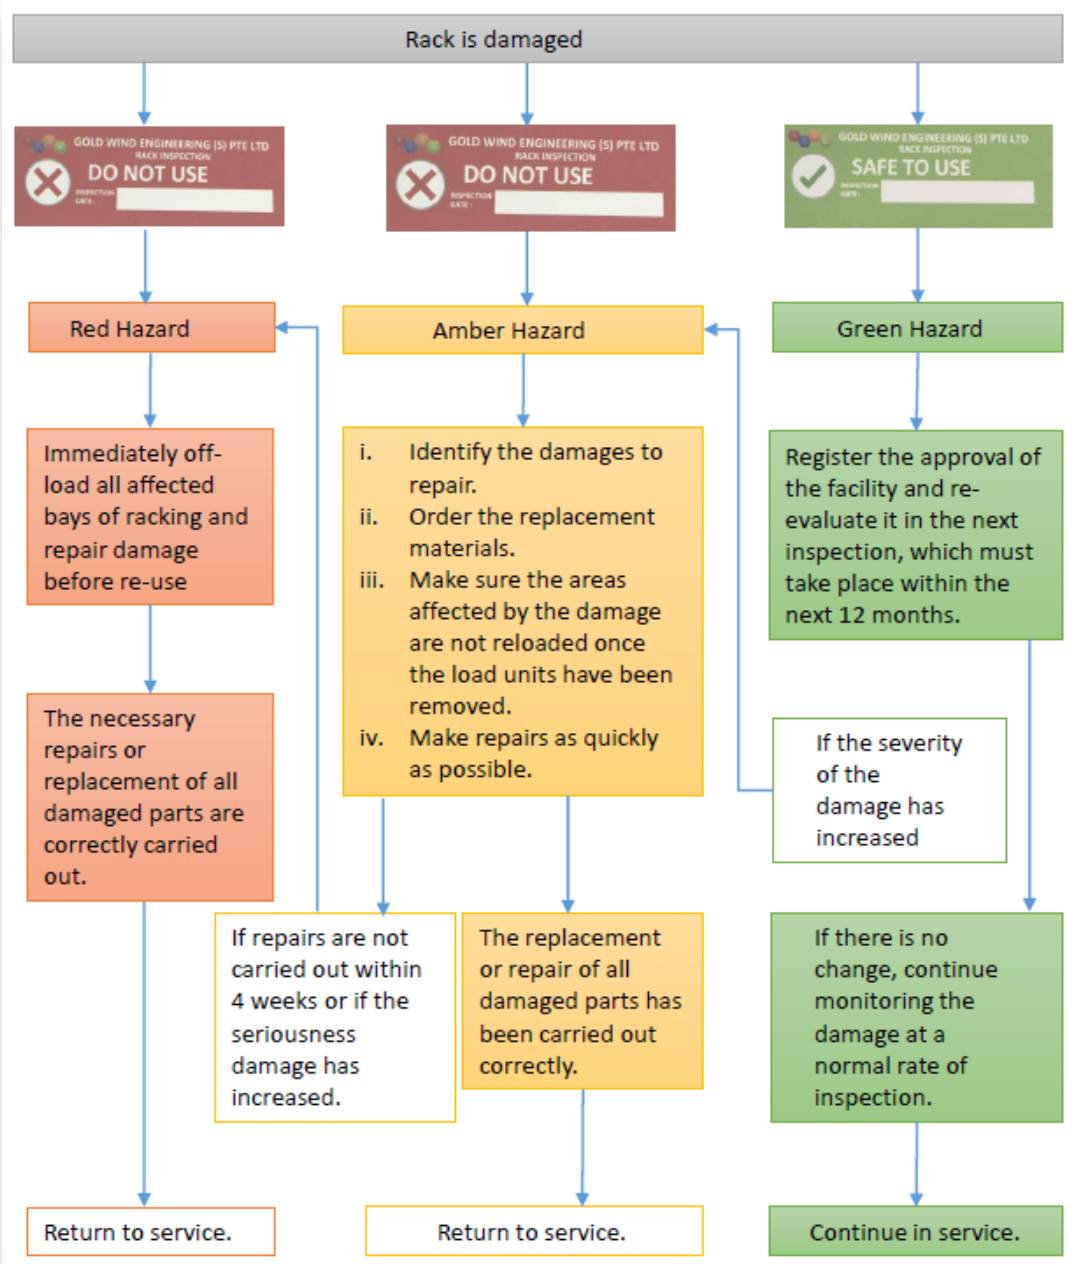 Rack is damaged
GOLD WIND ENGINEERING (S) PTE LTD
RACK INSPECTION
DO NOT USE
INSPECTION
DATE :
GOLD WIND ENGINEERING (S) PTE LTD
RACK INSPECTION
DO NOT USE
INSPECTION
DATE :
GOLD WIND ENGINEERING (S) PTE LTD
RACK INSPECTION
SAFE TO USE
INSPECTION
DATE :
Red Hazard
Amber Hazard
Green Hazard
Immediately off-
load all affected
bays of racking and
repair damage
before re-use
i. Identify the damages to
repair.
ii. Order the replacement
materials.
iii. Make sure the areas
affected by the damage
are not reloaded once
the load units have been
removed.
iv. Make repairs as quickly
as possible.
Register the approval of
the facility and re-
evaluate it in the next
inspection, which must
take place within the
next 12 months.
The necessary
repairs or
replacement of all
damaged parts are
correctly carried
out.
If the severity
of the
damage has
increased
If repairs are not
carried out within
4 weeks or if the
seriousness
damage has
increased.
The replacement
or repair of all
damaged parts has
been carried out
correctly.
If there is no
change, continue
monitoring the
damage at a
normal rate of
inspection.
Return to service.
Return to service.
Continue in service.